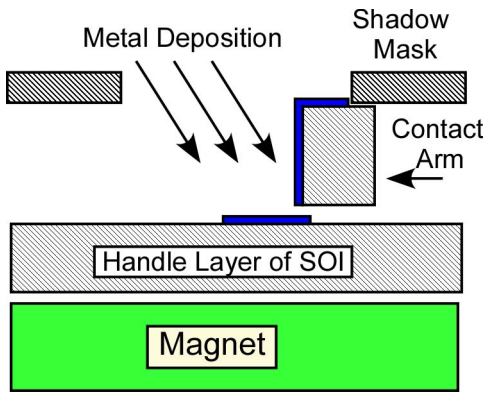 Metal Deposition
Shadow
Mask
Contact
Arm
Handle Layer of SOI
Magnet